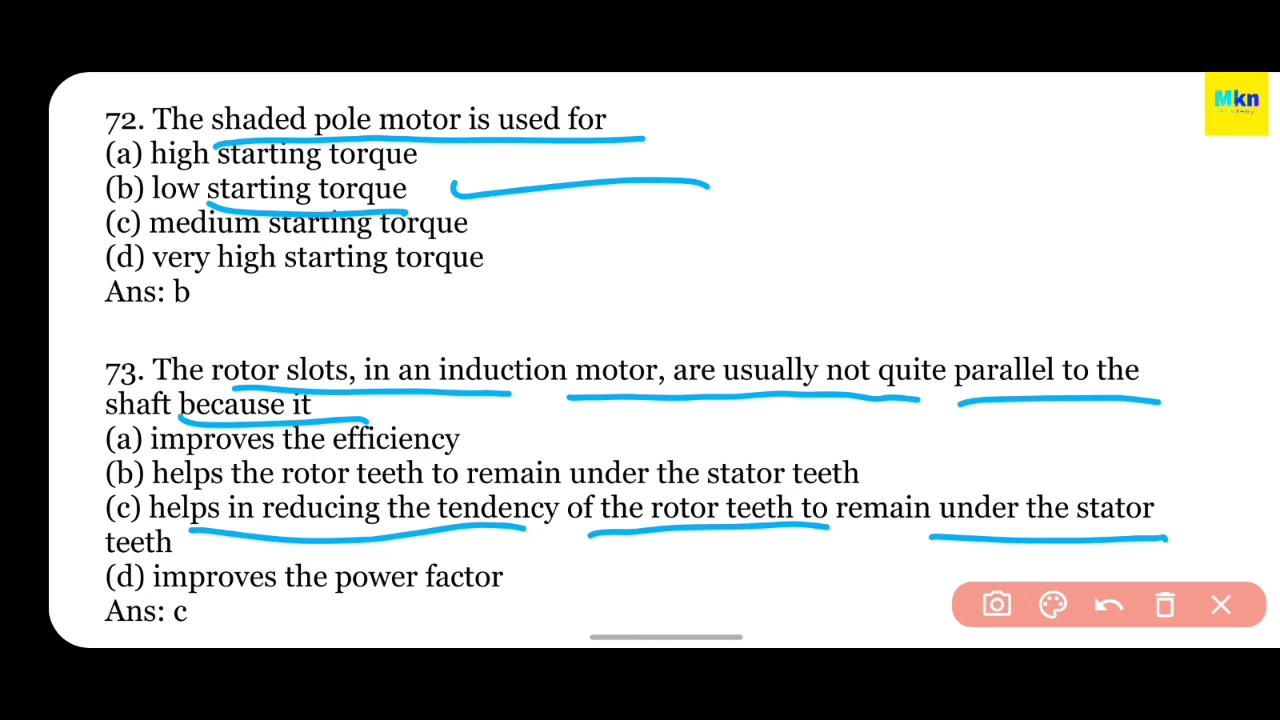 Mkn
72. The shaded pole motor is used for
(a) high starting torque
(b) low starting torque
(c) medium starting torque
(d) very high starting torque
Ans: b
73. The rotor slots, in an induction motor, are usually not quite parallel to the
shaft because it
(a) improves the efficiency
(b) helps the rotor teeth to remain under the stator teeth
(c) helps in reducing the tendency of the rotor teeth to remain under the stator
teeth
(d) improves the power factor
Ans: c